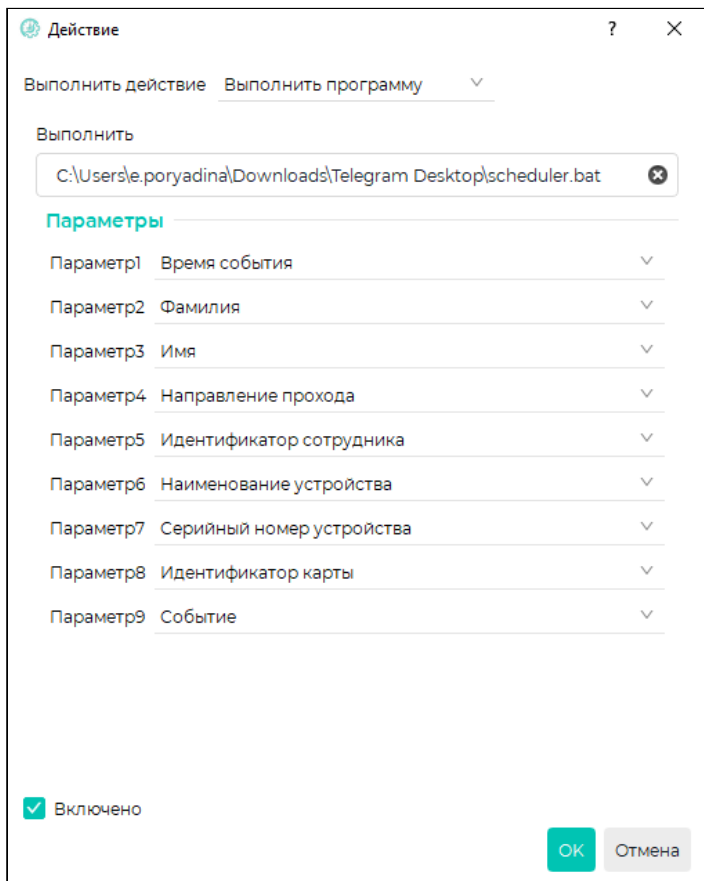 Действие ?
Выполнить действие Выполнить программу
Выполнить
C:\Users\e.poryadina\Downloads\Telegram Desktop\scheduler.bat
Параметры
Параметр1 Время события
Параметр2 Фамилия
Параметр3 Имя
Параметр4 Направление прохода
Параметр5 Идентификатор сотрудника
Параметр6 Наименование устройства
Параметр7 Серийный номер устройства
Параметр8 Идентификатор карты
Параметр9 Событие
Включено
OK Отмена